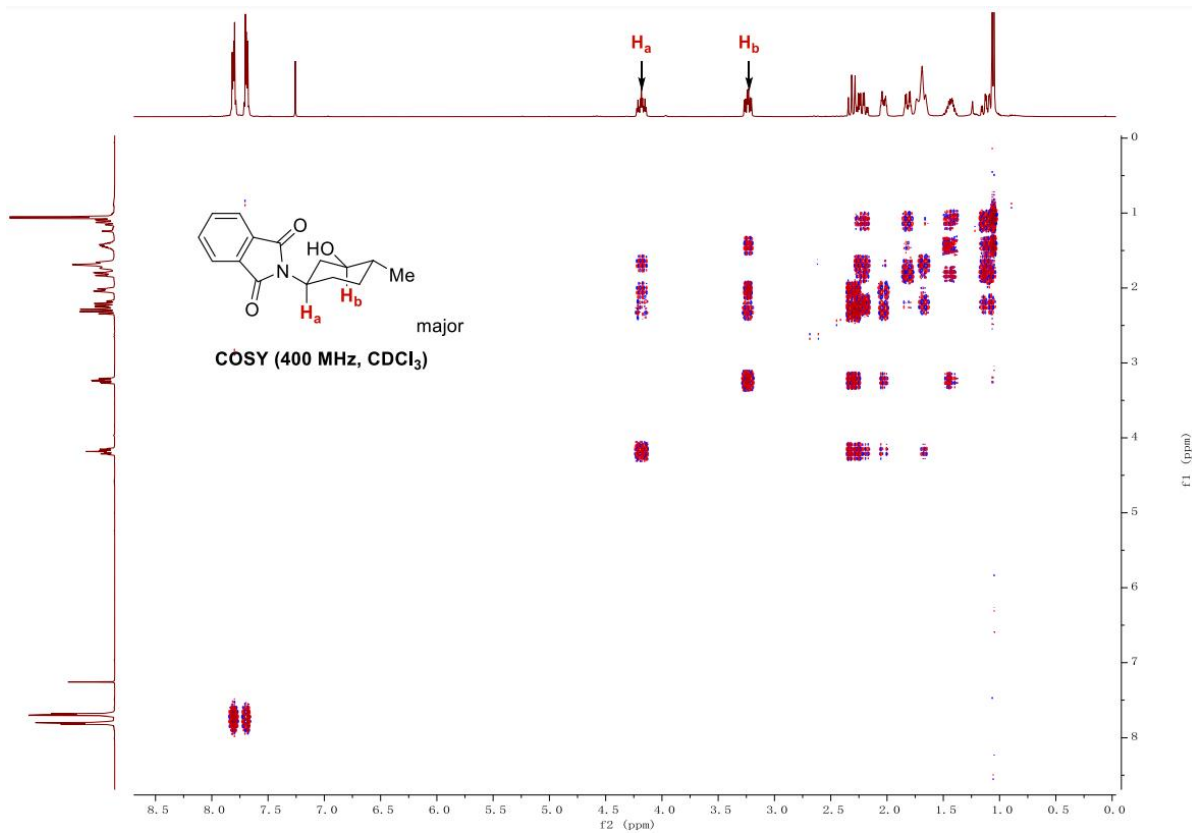 Ha Hb
0
1
2
3
4
5
6
7
8
f1 (ppm)
O
HO
N
Me
O
Ha
Hb
major
COSY (400 MHz, CDCl3)
8.5 8.0 7.5 7.0 6.5 6.0 5.5 5.0 4.5 4.0 3.5 3.0 2.5 2.0 1.5 1.0 0.5 0.0
f2 (ppm)